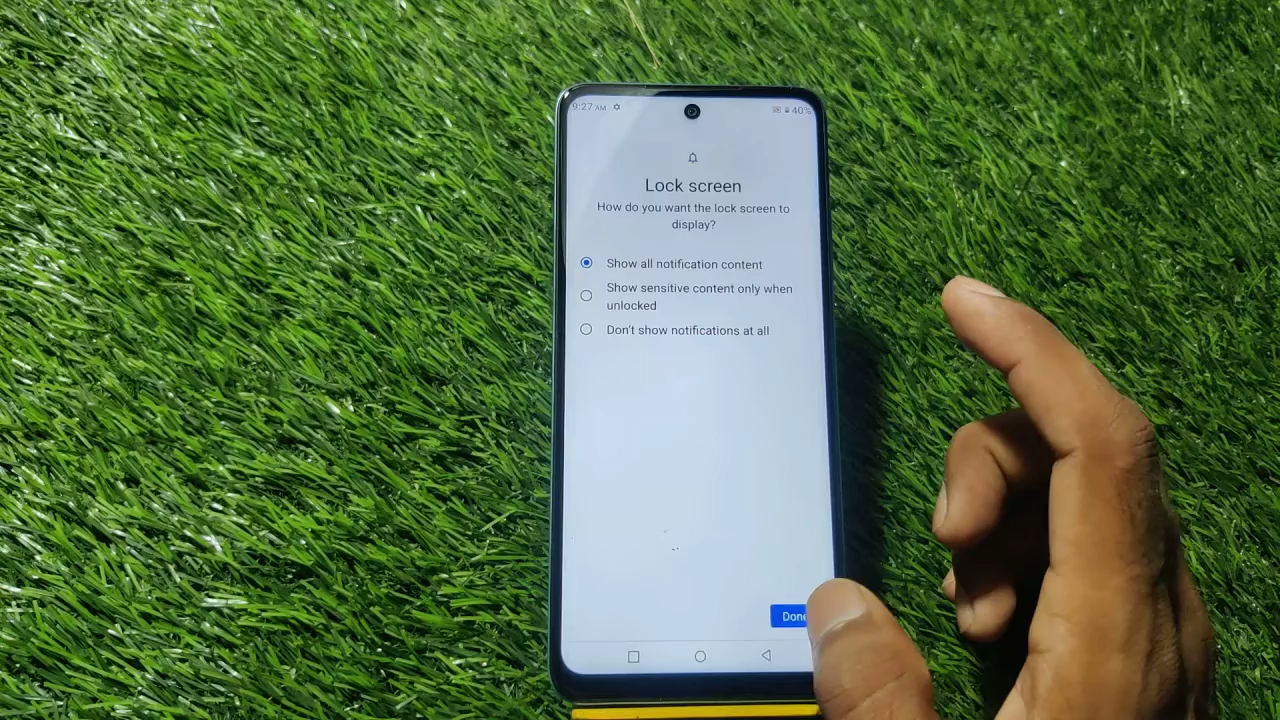 9:27 AM 40%
Lock screen
How do you want the lock screen to
display?
Show all notification content
Show sensitive content only when
unlocked
Don't show notifications at all
Done